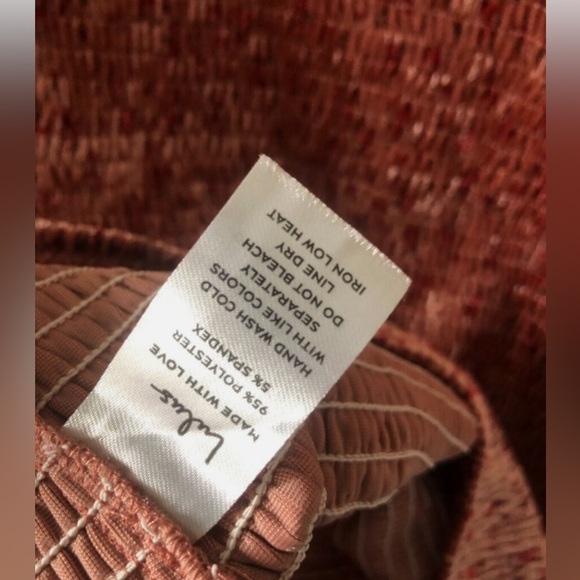 Lulus
MADE WITH LOVE
95% POLYESTER
5% SPANDEX
HAND WASH COLD
WITH LIKE COLORS
SEPARATELY
DO NOT BLEACH
LINE DRY
IRON LOW HEAT